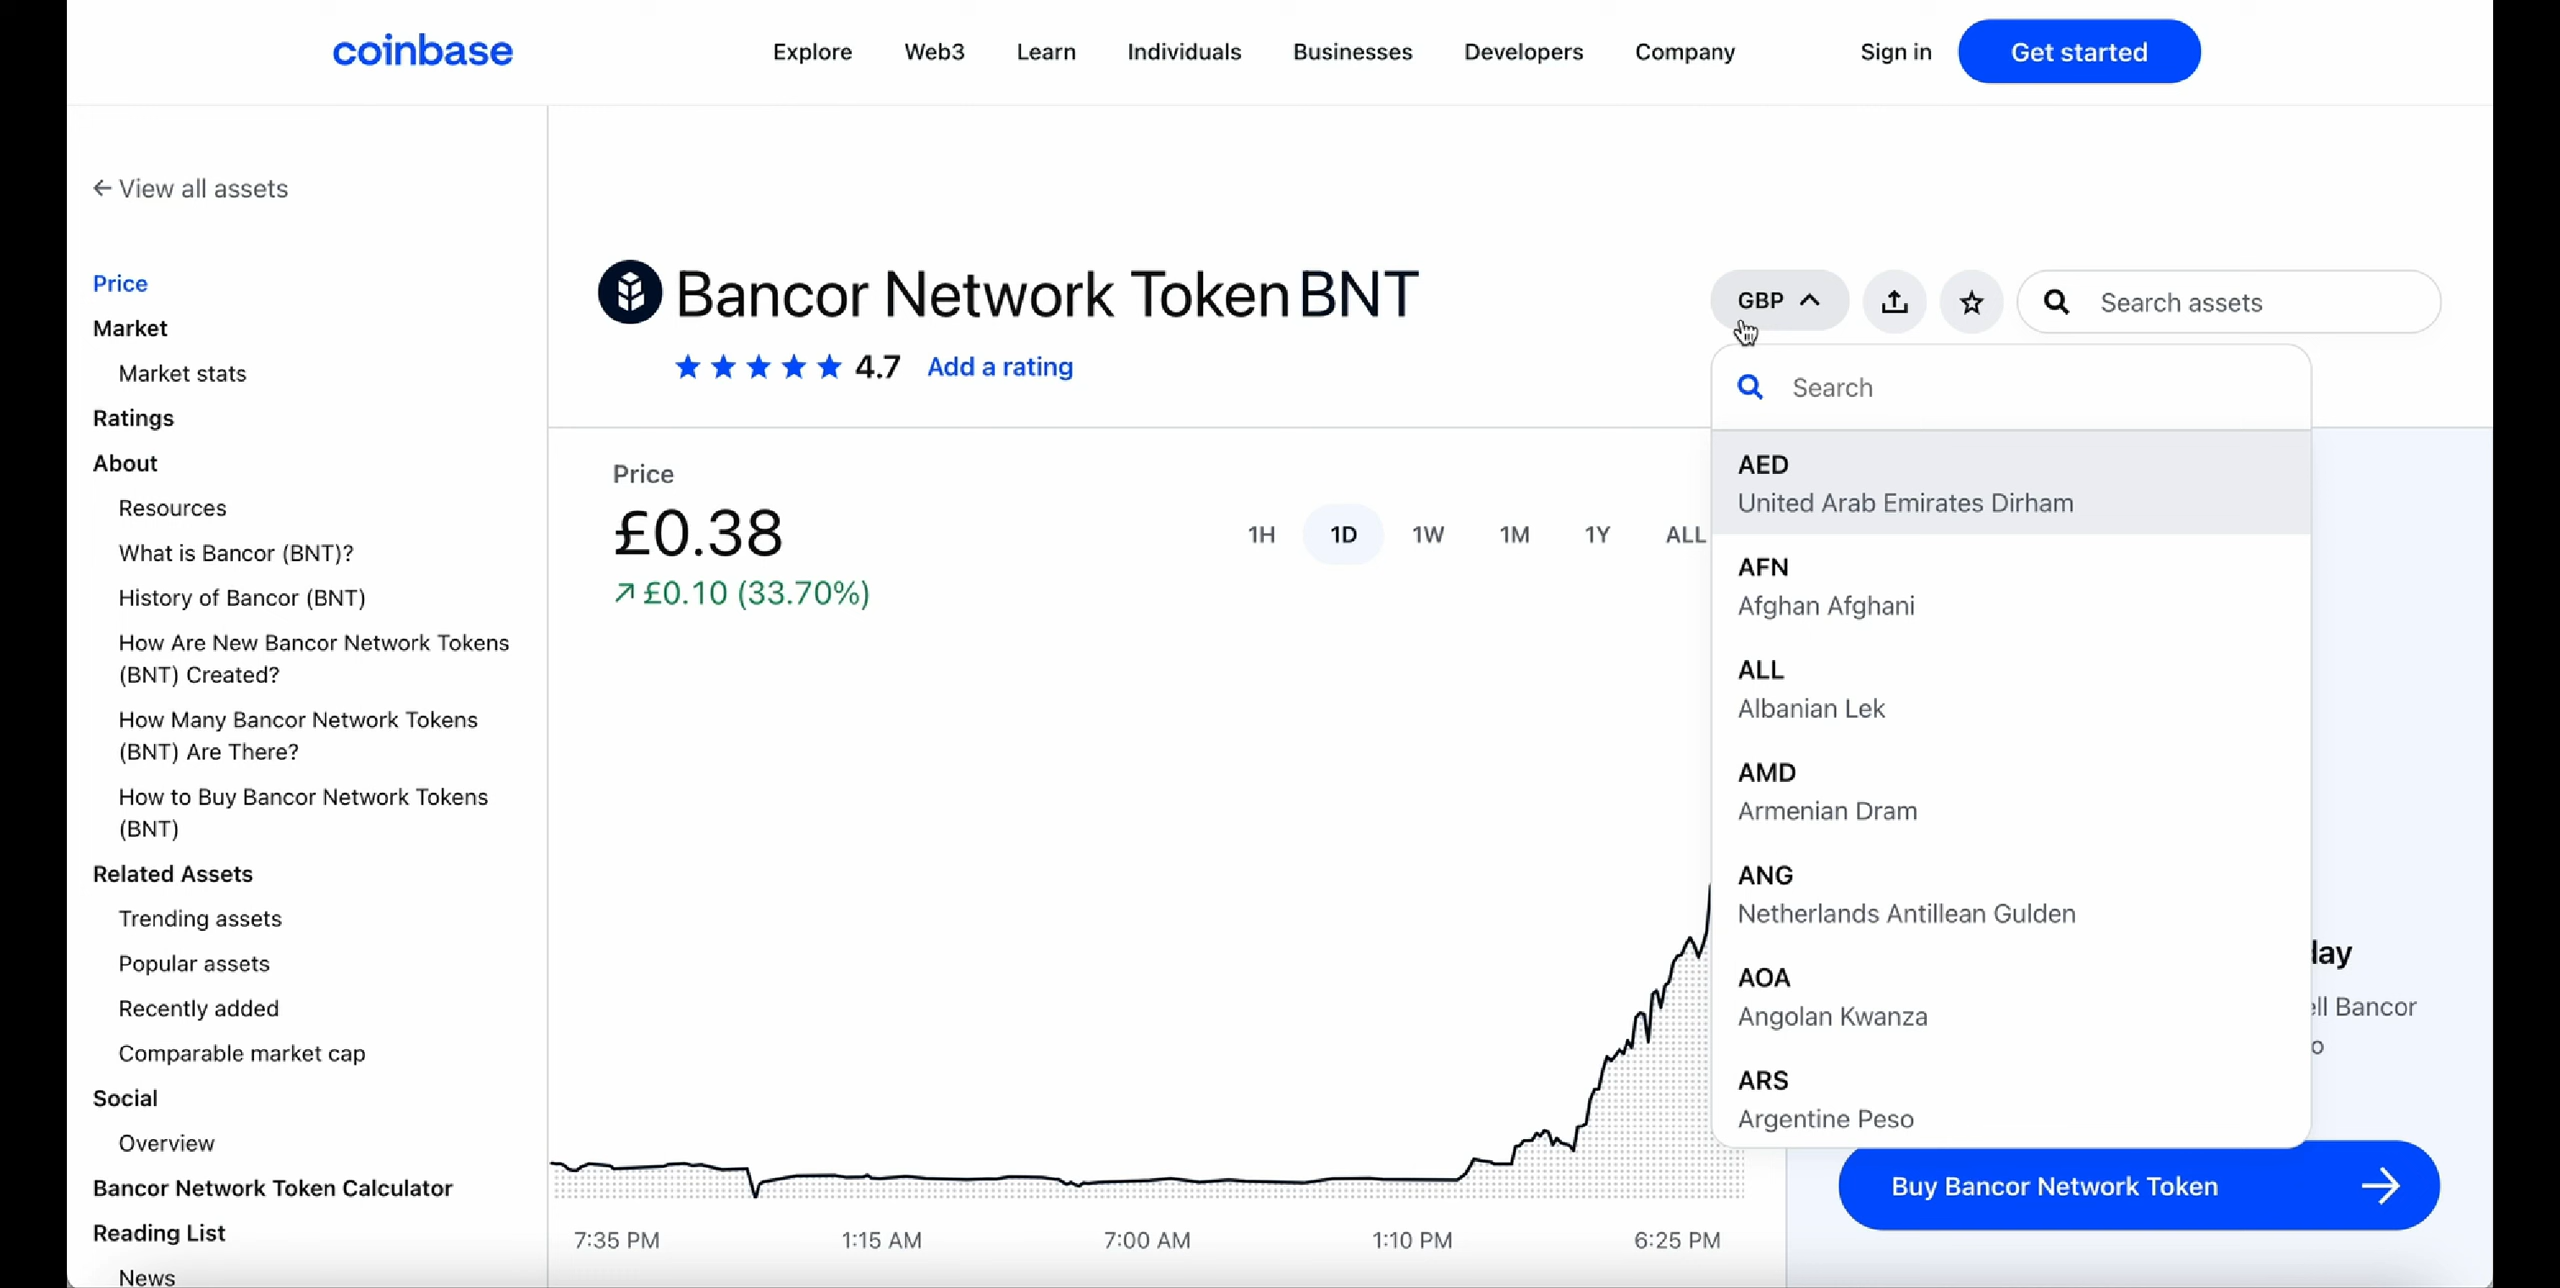 coinbase
Explore
Web3
Learn
Individuals
Businesses
Developers
Company
Sign in
Get started
← View all assets
Price
Market
Market stats
Ratings
About
Resources
What is Bancor (BNT)?
History of Bancor (BNT)
How Are New Bancor Network Tokens
(BNT) Created?
How Many Bancor Network Tokens
(BNT) Are There?
How to Buy Bancor Network Tokens
(BNT)
Related Assets
Trending assets
Popular assets
Recently added
Comparable market cap
Social
Overview
Bancor Network Token Calculator
Reading List
News
Bancor Network Token BNT
4.7 Add a rating
GBP
Search assets
Price
£0.38
↗ £0.10 (33.70%)
1H
1D
1W
1M
1Y
ALL
7:35 PM
1:15 AM
7:00 AM
1:10 PM
6:25 PM
Search
AED
United Arab Emirates Dirham
AFN
Afghan Afghani
ALL
Albanian Lek
AMD
Armenian Dram
ANG
Netherlands Antillean Gulden
AOA
Angolan Kwanza
ARS
Argentine Peso
Bancor
Buy Bancor Network Token →